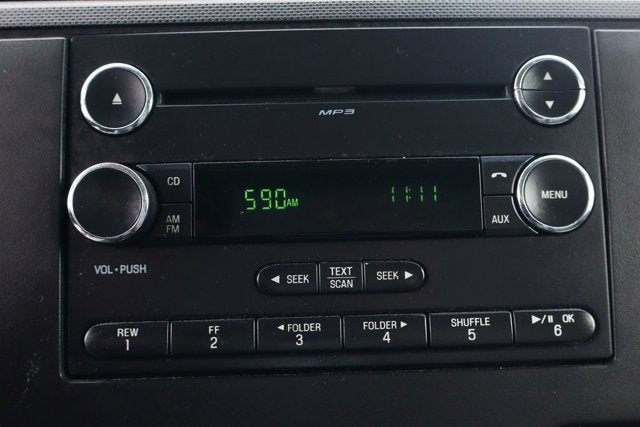 MP3
CD
590AM
11:11
MENU
AM
FM
AUX
VOL • PUSH
◄ SEEK
TEXT
SCAN
SEEK ►
REW
1
FF
2
◄ FOLDER
3
FOLDER ►
4
SHUFFLE
5
►/II OK
6